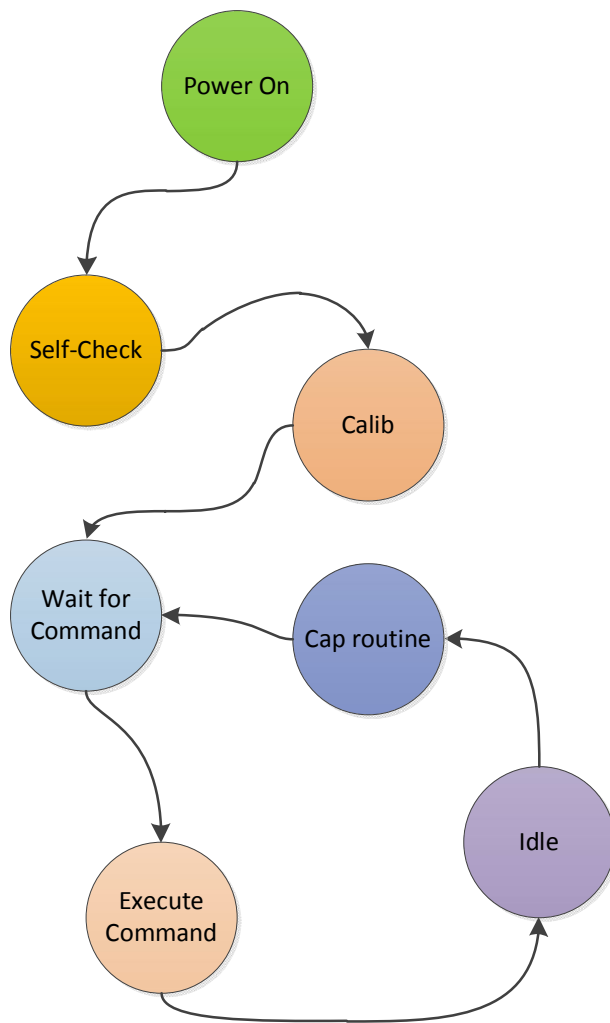 Power On
Self-Check
Calib
Wait for
Command
Cap routine
Idle
Execute
Command